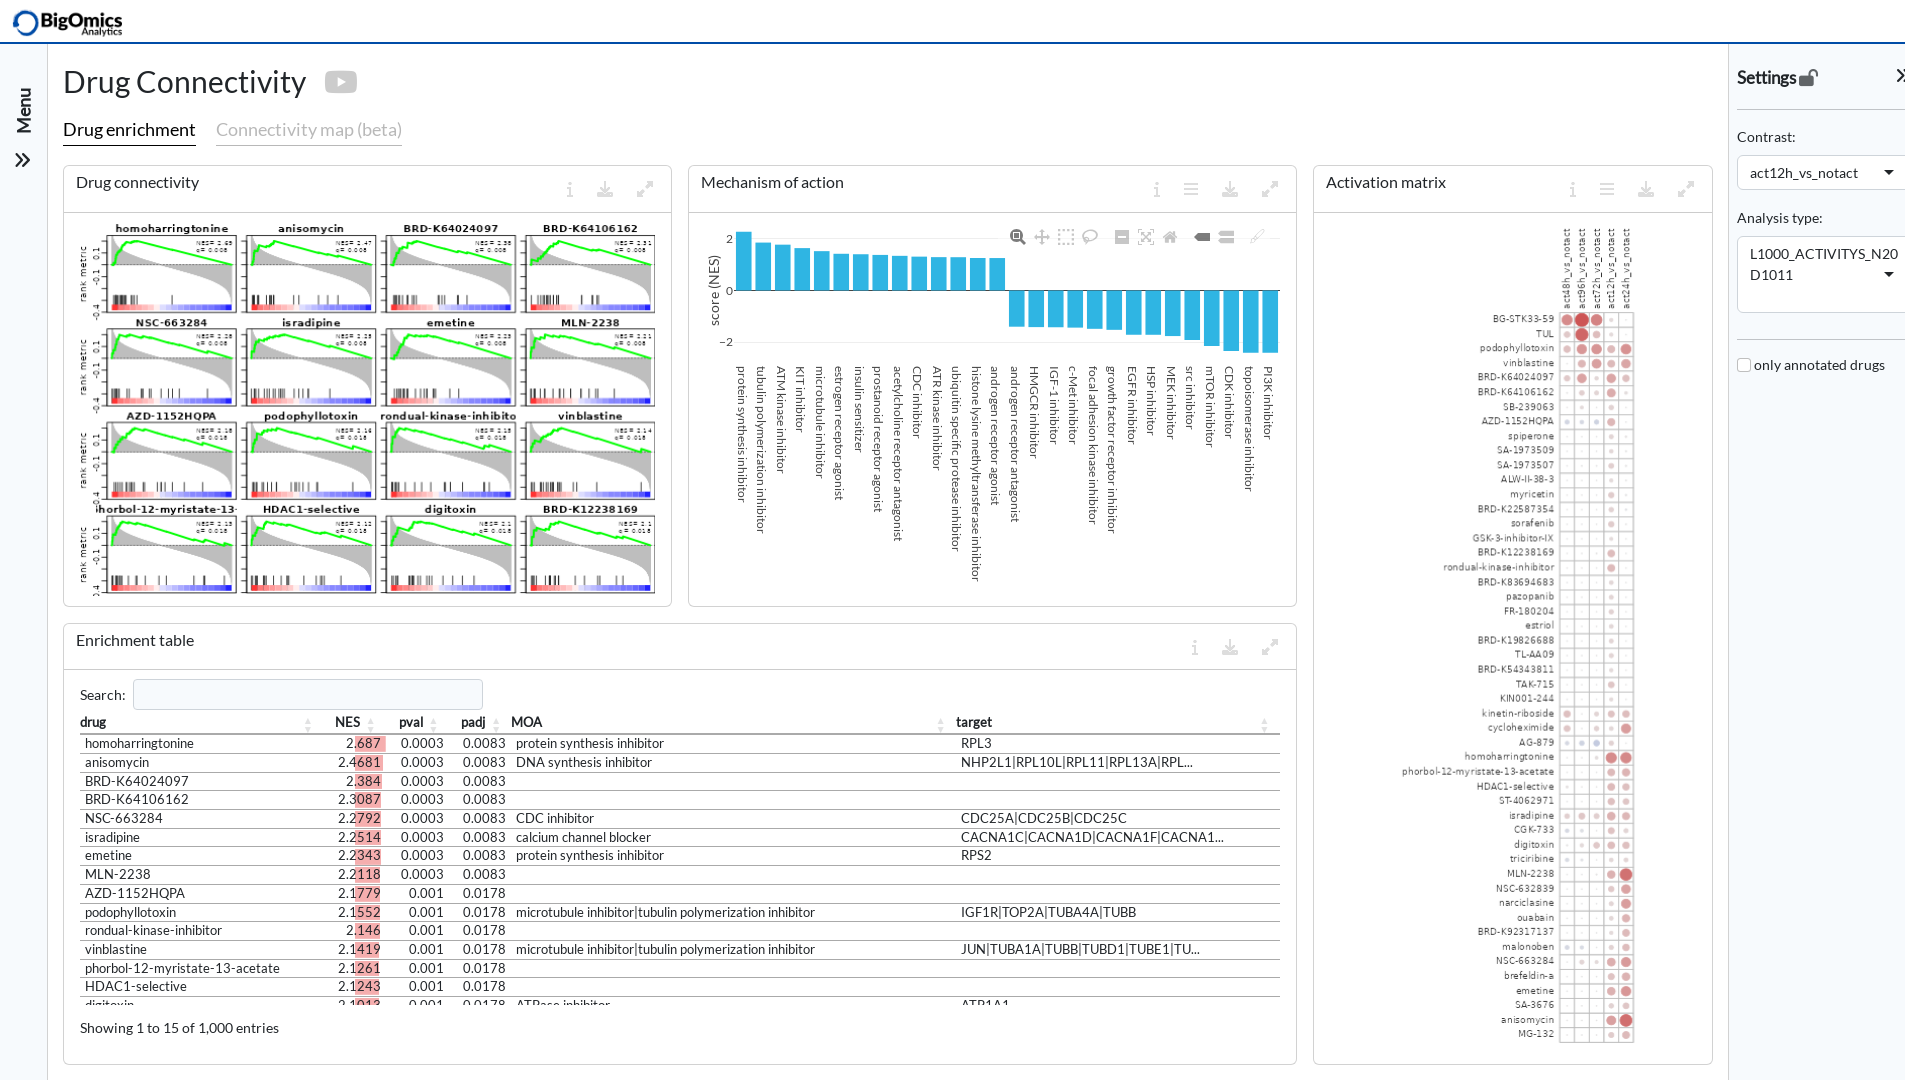 BigOmics
Analytics
Menu
Drug Connectivity
Drug enrichment
Connectivity map (beta)
Drug connectivity
homoharringtonine
anisomycin
BRD-K64024097
BRD-K64106162
NSC-663284
isradipine
emetine
MLN-2238
AZD-1152HQPA
podophyllotoxin
rondual-kinase-inhibito
vinblastine
horbol-12-myristate-13-
HDAC1-selective
digitoxin
BRD-K12238169
rank metric
rank metric
rank metric
rank metric
Mechanism of action
score (NES)
2
0
−2
protein synthesis inhibitor
tubulin polymerization inhibitor
ATM kinase inhibitor
KIT inhibitor
microtubule inhibitor
estrogen receptor agonist
insulin sensitizer
prostanoid receptor agonist
acetylcholine receptor antagonist
CDC inhibitor
ATR kinase inhibitor
ubiquitin specific protease inhibitor
histone lysine methyltransferase inhibitor
androgen receptor agonist
androgen receptor antagonist
HMGCR inhibitor
IGF-1 inhibitor
c-Met inhibitor
focal adhesion kinase inhibitor
growth factor receptor inhibitor
EGFR inhibitor
HSP inhibitor
MEK inhibitor
src inhibitor
mTOR inhibitor
CDK inhibitor
topoisomerase inhibitor
PI3K inhibitor
Activation matrix
act48h_vs_notact
act96h_vs_notact
act72h_vs_notact
act12h_vs_notact
act24h_vs_notact
BG-STK33-59
TUL
podophyllotoxin
vinblastine
BRD-K64024097
BRD-K64106162
SB-239063
AZD-1152HQPA
spiperone
SA-1973509
SA-1973507
ALW-II-38-3
myricetin
BRD-K22587354
sorafenib
GSK-3-inhibitor-IX
BRD-K12238169
rondual-kinase-inhibitor
BRD-K83694683
pazopanib
FR-180204
estriol
BRD-K19826688
TL-AA09
BRD-K54343811
TAK-715
KIN001-244
kinetin-riboside
cycloheximide
AG-879
homoharringtonine
phorbol-12-myristate-13-acetate
HDAC1-selective
ST-4062971
isradipine
CGK-733
digitoxin
triciribine
MLN-2238
NSC-632839
narciclasine
ouabain
BRD-K92317137
malonoben
NSC-663284
brefeldin-a
emetine
SA-3676
anisomycin
MG-132
Enrichment table
Search:
drug NES pval padj MOA target
homoharringtonine 2.687 0.0003 0.0083 protein synthesis inhibitor RPL3
anisomycin 2.4681 0.0003 0.0083 DNA synthesis inhibitor NHP2L1|RPL10L|RPL11|RPL13A|RPL...
BRD-K64024097 2.384 0.0003 0.0083
BRD-K64106162 2.3087 0.0003 0.0083
NSC-663284 2.2792 0.0003 0.0083 CDC inhibitor CDC25A|CDC25B|CDC25C
isradipine 2.2514 0.0003 0.0083 calcium channel blocker CACNA1C|CACNA1D|CACNA1F|CACNA1...
emetine 2.2343 0.0003 0.0083 protein synthesis inhibitor RPS2
MLN-2238 2.2118 0.0003 0.0083
AZD-1152HQPA 2.1779 0.001 0.0178
podophyllotoxin 2.1552 0.001 0.0178 microtubule inhibitor|tubulin polymerization inhibitor IGF1R|TOP2A|TUBA4A|TUBB
rondual-kinase-inhibitor 2.146 0.001 0.0178
vinblastine 2.1419 0.001 0.0178 microtubule inhibitor|tubulin polymerization inhibitor JUN|TUBA1A|TUBB|TUBD1|TUBE1|TU...
phorbol-12-myristate-13-acetate 2.1261 0.001 0.0178
HDAC1-selective 2.1243 0.001 0.0178
digitoxin 2.1013 0.001 0.0178 ATPase inhibitor ATP1A1
Showing 1 to 15 of 1,000 entries
Settings
Contrast:
act12h_vs_notact
Analysis type:
L1000_ACTIVITYS_N20
D1011
only annotated drugs